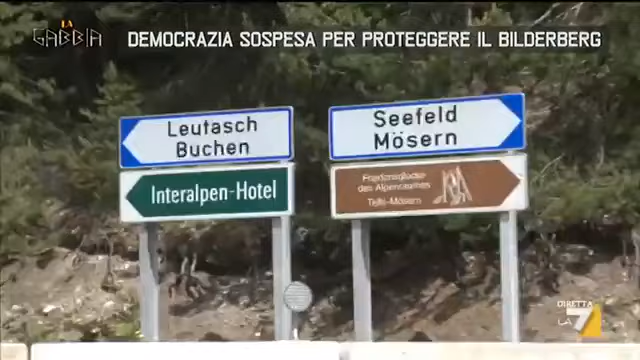 LA
GABBIA
DEMOCRAZIA SOSPESA PER PROTEGGERE IL BILDERBERG
Leutasch
Buchen
Interalpen-Hotel
Seefeld
Mösern
Friedensglocke
des Alpenraumes
Telfs-Mösern
DIRETTA
LA7